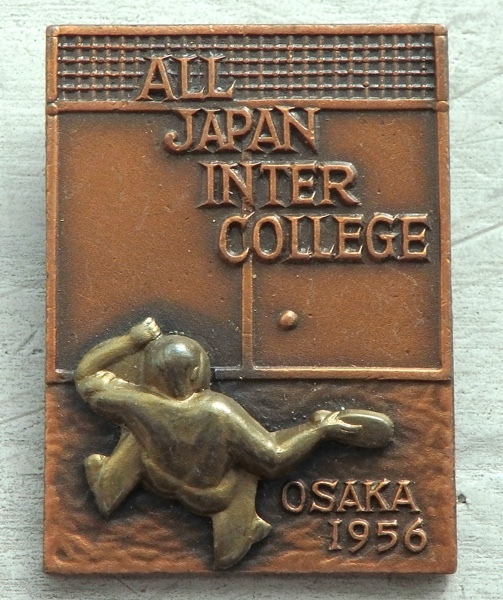 ALL
JAPAN
INTER
COLLEGE
OSAKA
1956